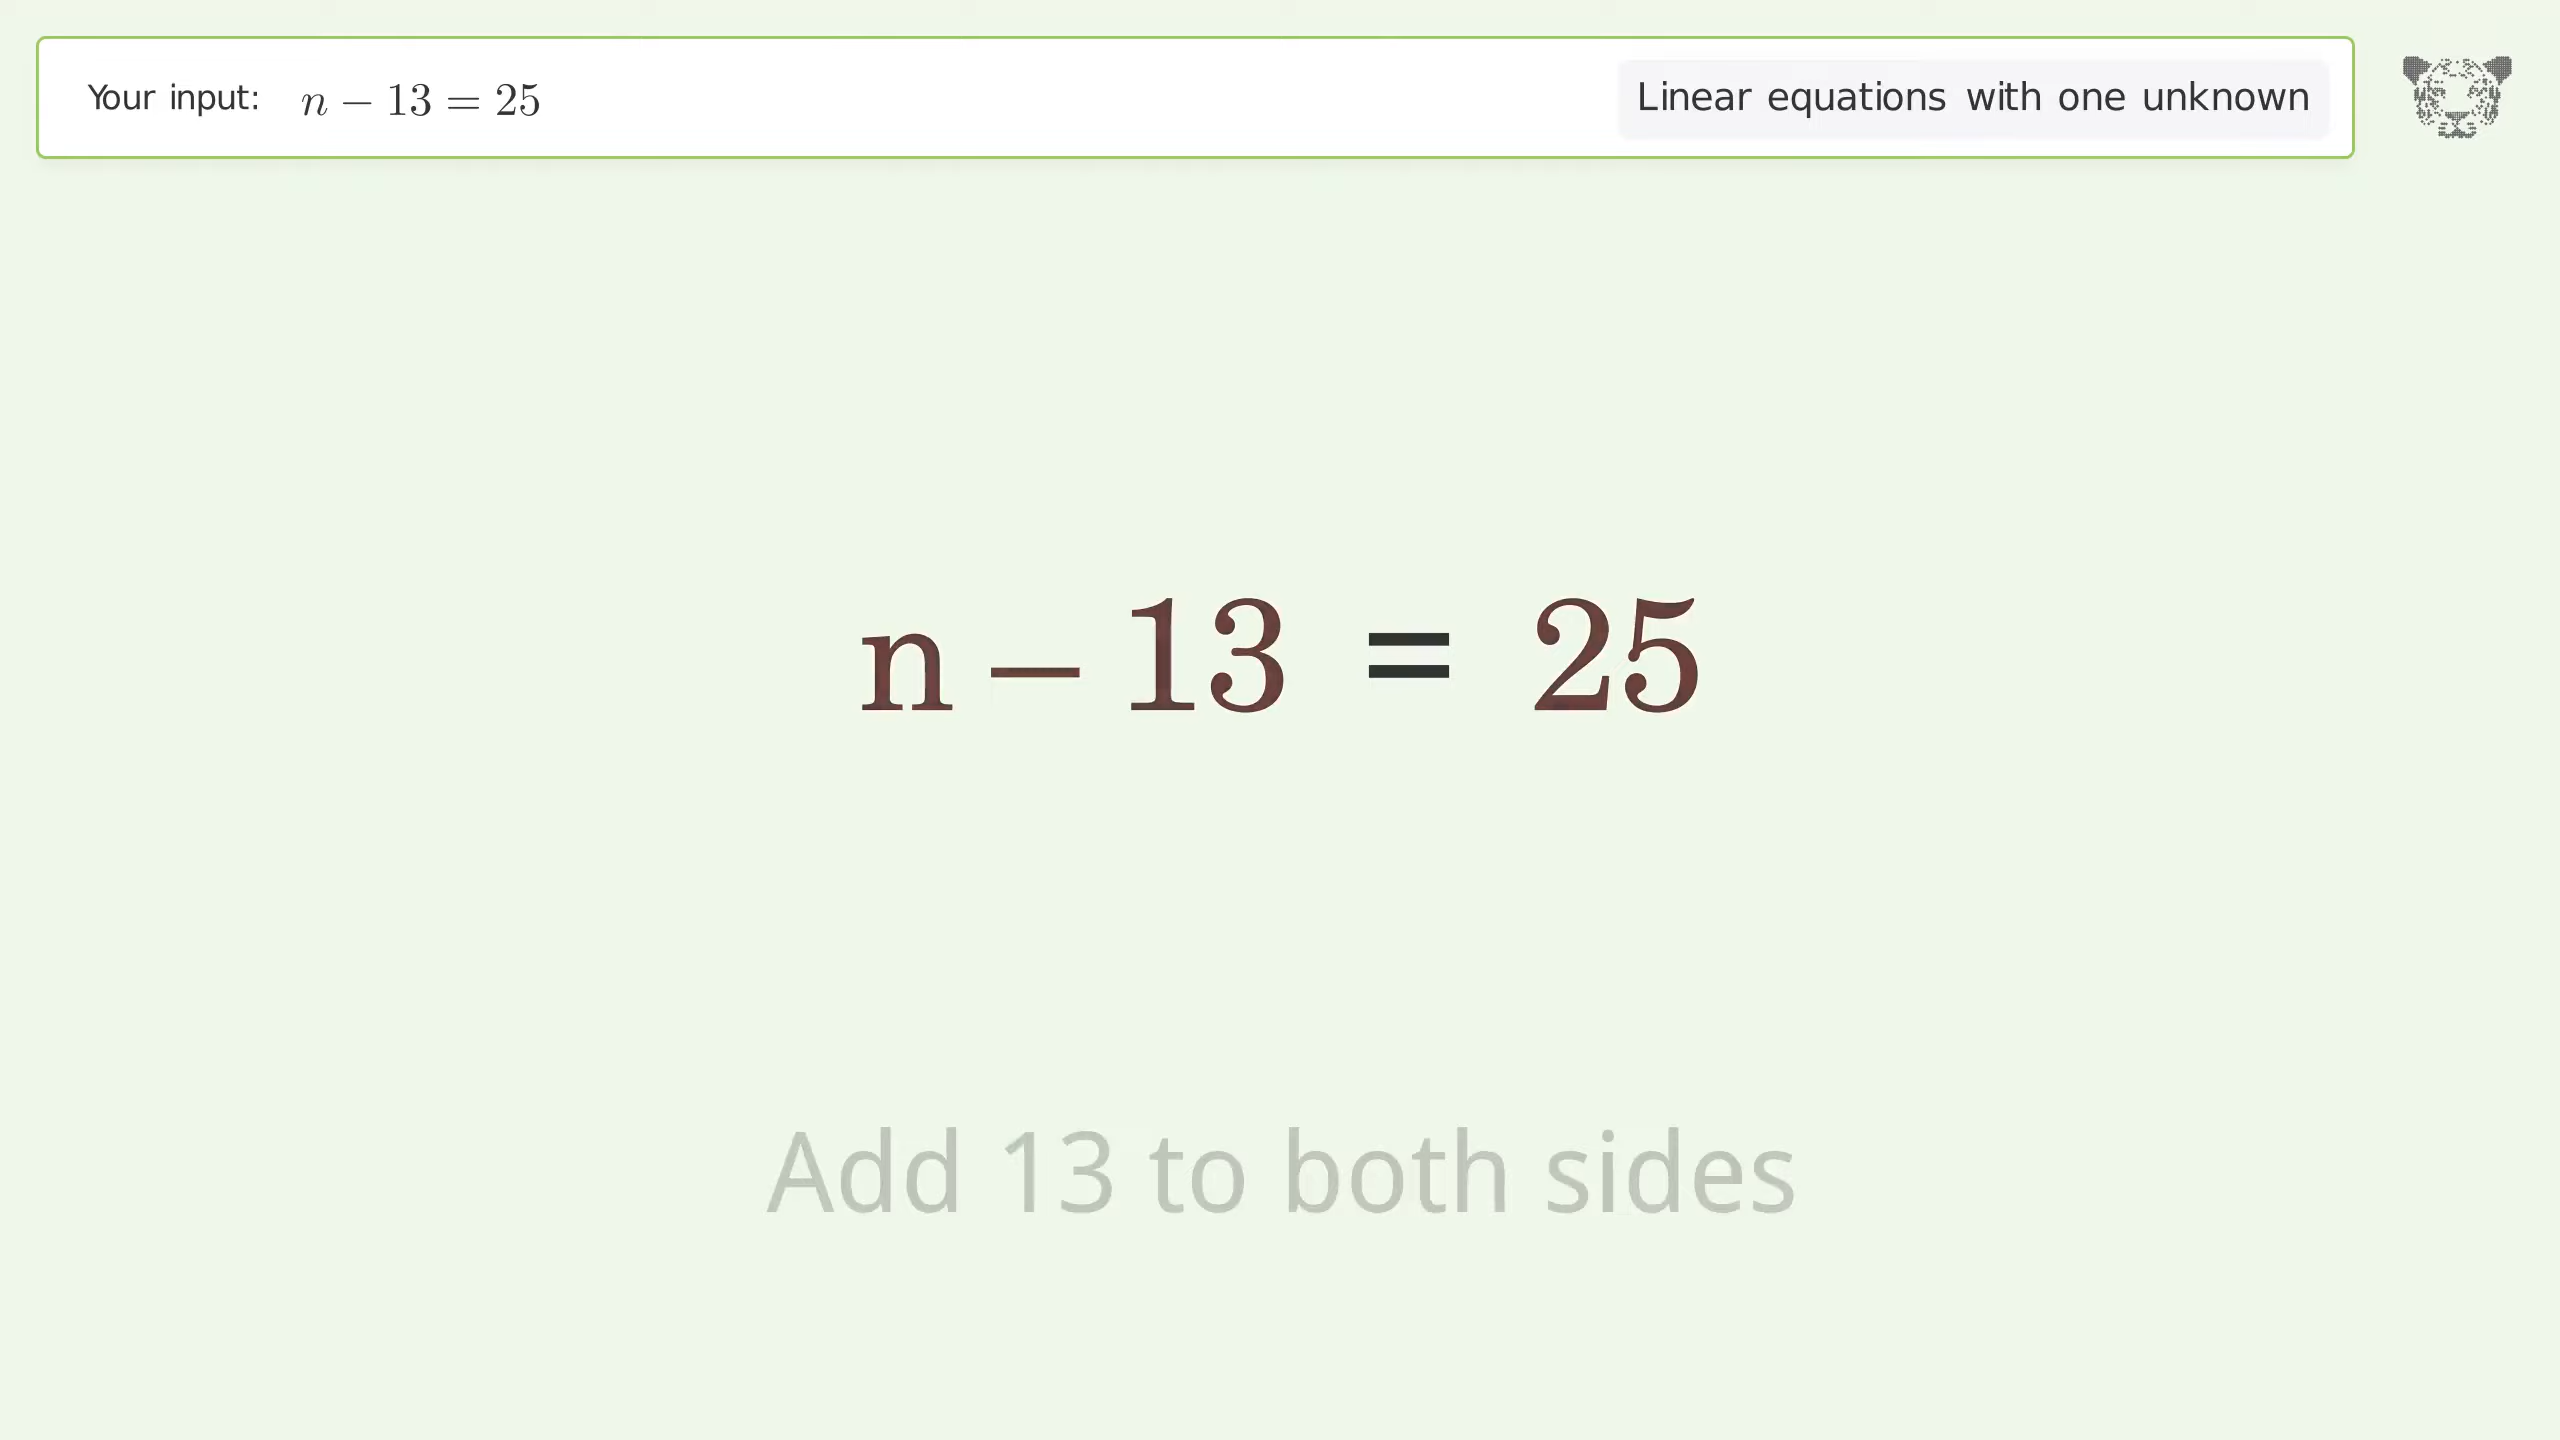 Your input: n − 13 = 25
Linear equations with one unknown
n − 13 = 25
Add 13 to both sides